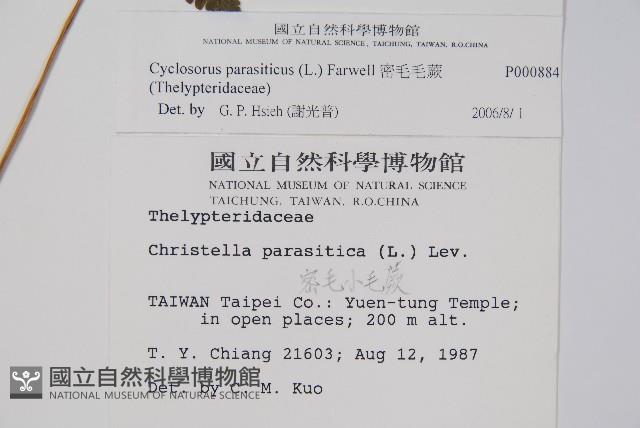 國立自然科學博物館
NATIONAL MUSEUM OF NATURAL SCIENCE, TAICHUNG, TAIWAN, R.O.CHINA
Cyclosorus parasiticus (L.) Farwell 密毛毛蕨 P000884
(Thelypteridaceae)
Det. by G. P. Hsieh (謝光普) 2006/8/1
國立自然科學博物館
NATIONAL MUSEUM OF NATURAL SCIENCE
TAICHUNG, TAIWAN, R.O.CHINA
Thelypteridaceae
Christella parasitica (L.) Lev.
密毛小毛蕨
TAIWAN Taipei Co.: Yuen-tung Temple;
in open places; 200 m alt.
T. Y. Chiang 21603; Aug 12, 1987
國立自然科學博物館
Det. by C. M. Kuo
NATIONAL MUSEUM OF NATURAL SCIENCE